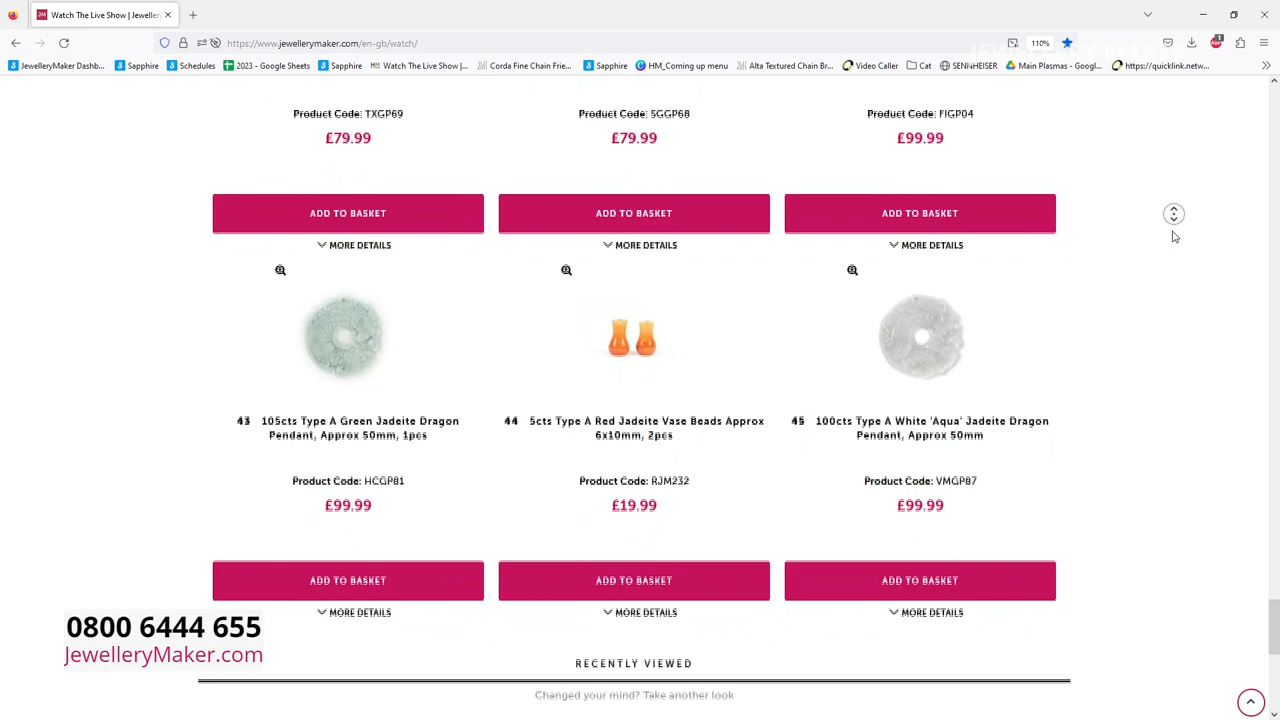 Watch The Live Show | Jeweller
https://www.jewellerymaker.com/en-gb/watch/
110%
JewelleryMaker Dashb...
Sapphire
Schedules
2023 - Google Sheets
Sapphire
Watch The Live Show |...
Corda Fine Chain Frie...
Sapphire
HM_Coming up menu
Alta Textured Chain Br...
Video Caller
Cat
SENNHEISER
Main Plasmas - Googl...
https://quicklink.netw...
Product Code: TXGP69
Product Code: 5GGP68
Product Code: FIGP04
£79.99
£79.99
£99.99
ADD TO BASKET
ADD TO BASKET
ADD TO BASKET
MORE DETAILS
MORE DETAILS
MORE DETAILS
43 105cts Type A Green Jadeite Dragon
Pendant, Approx 50mm, 1pcs
44 5cts Type A Red Jadeite Vase Beads Approx
6x10mm, 2pcs
45 100cts Type A White 'Aqua' Jadeite Dragon
Pendant, Approx 50mm
Product Code: HCGP81
Product Code: RJM232
Product Code: VMGP87
£99.99
£19.99
£99.99
ADD TO BASKET
ADD TO BASKET
ADD TO BASKET
MORE DETAILS
MORE DETAILS
MORE DETAILS
0800 6444 655
JewelleryMaker.com
RECENTLY VIEWED
Changed your mind? Take another look